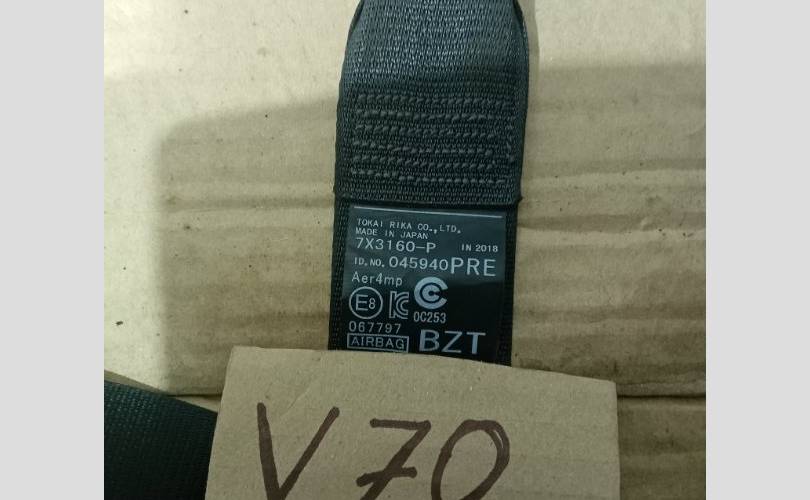 TOKAI RIKA CO.,LTD.
MADE IN JAPAN
7X3160-P IN 2018
ID.NO. 045940PRE
Aer4mp
E8 KC 0C253
067797
AIRBAG BZT
V70